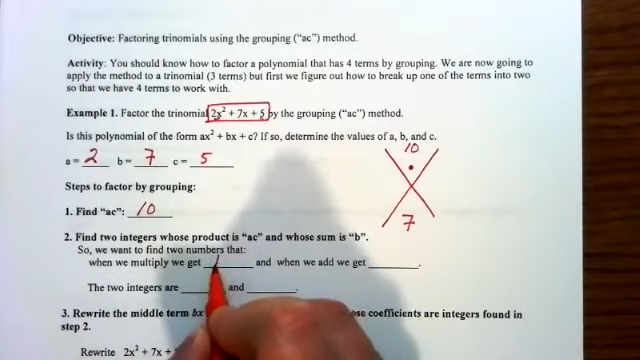 Objective: Factoring trinomials using the grouping ("ac") method.
Activity: You should know how to factor a polynomial that has 4 terms by grouping. We are now going to
apply the method to a trinomial (3 terms) but first we figure out how to break up one of the terms into two
so that we have 4 terms to work with.
Example 1. Factor the trinomial 2x² + 7x + 5 by the grouping ("ac") method.
Is this polynomial of the form ax² + bx + c? If so, determine the values of a, b, and c.
a = 2 b = 7 c = 5
10
7
Steps to factor by grouping:
1. Find "ac": 10
2. Find two integers whose product is "ac" and whose sum is "b".
So, we want to find two numbers that:
when we multiply we get ______ and when we add we get ______.
The two integers are ______ and ______.
3. Rewrite the middle term bx coefficients are integers found in
step 2.
Rewrite 2x² + 7x +